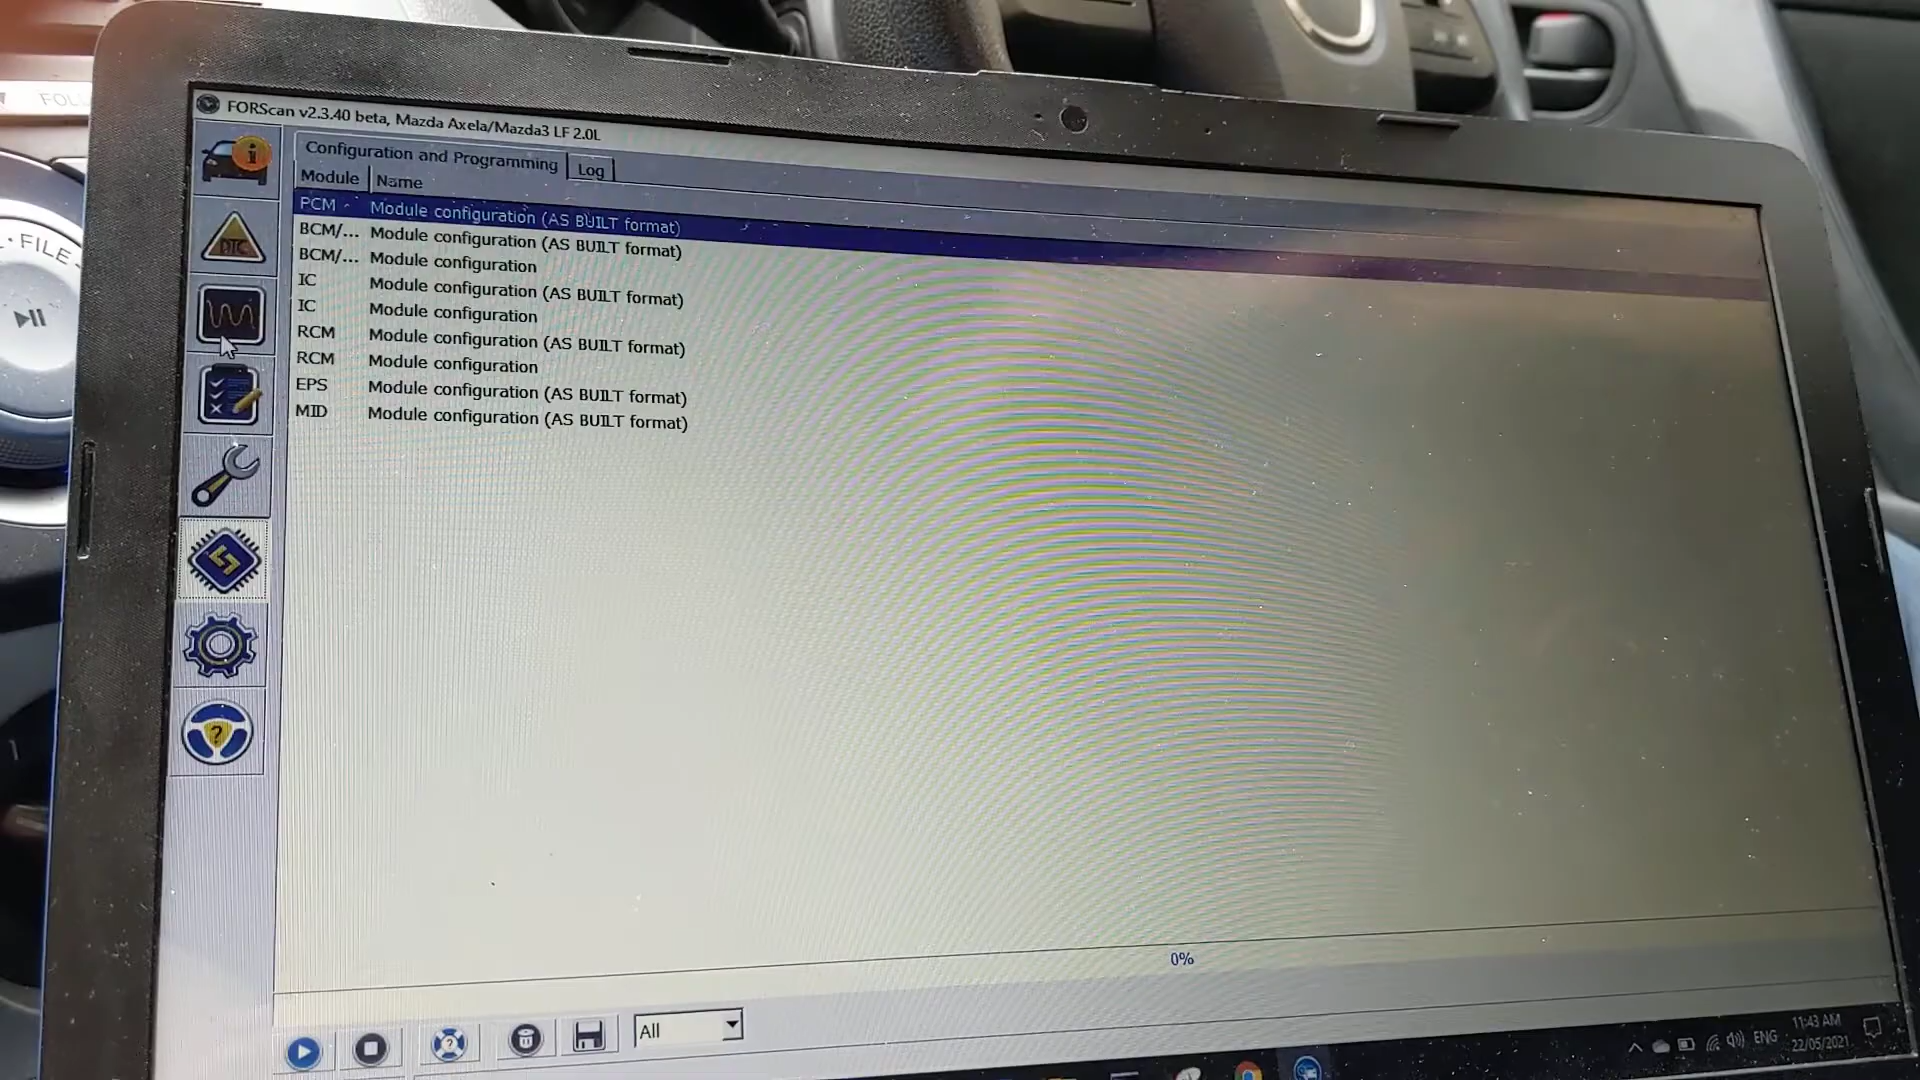 FORScan v2.3.40 beta, Mazda Axela/Mazda3 LF 2.0L
Configuration and Programming
Log
Module
Name
PCM
Module configuration (AS BUILT format)
BCM/...
Module configuration (AS BUILT format)
BCM/...
Module configuration
IC
Module configuration (AS BUILT format)
IC
Module configuration
RCM
Module configuration (AS BUILT format)
RCM
Module configuration
EPS
Module configuration (AS BUILT format)
MID
Module configuration (AS BUILT format)
DTC
FILE
0%
All
ENG
11:43 AM
22/05/2021